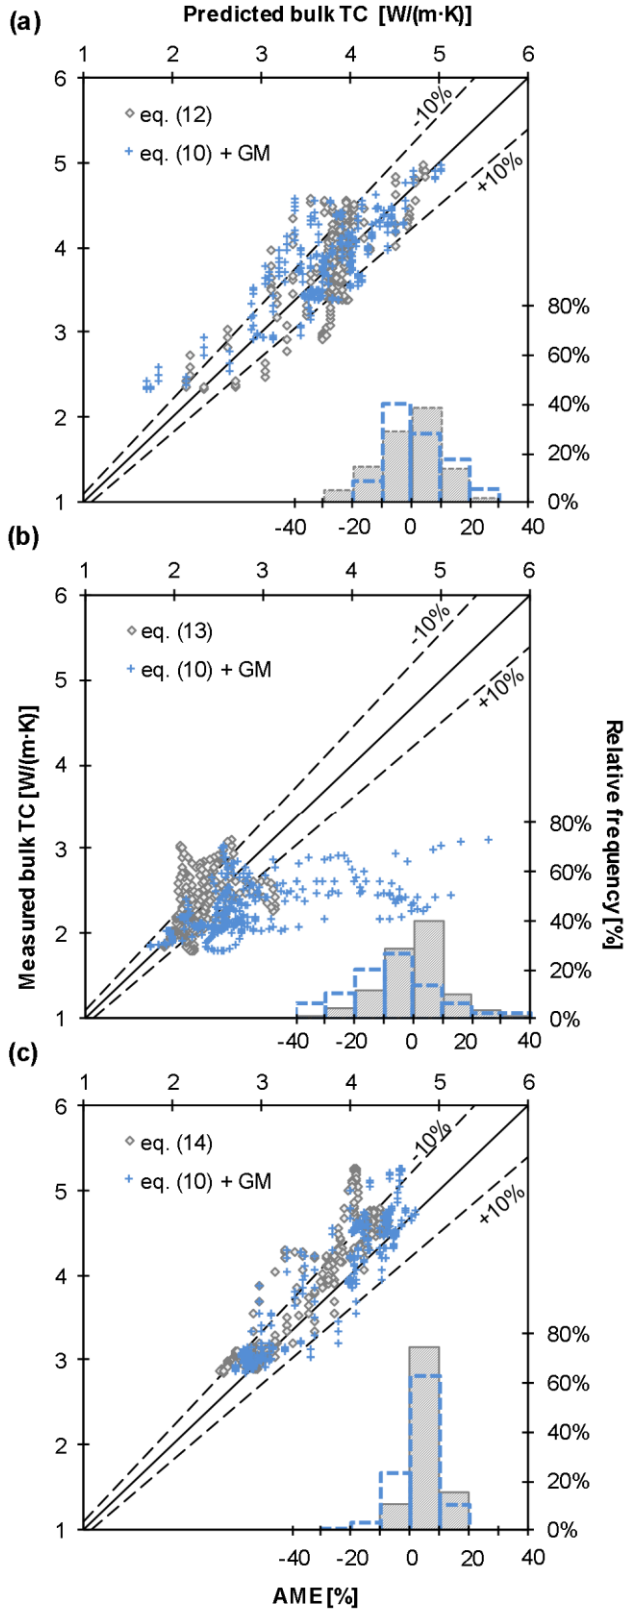 (a)
Predicted bulk TC [W/(m·K)]
1 2 3 4 5 6
6
5
4
3
2
1
eq. (12)
eq. (10) + GM
-10%
+10%
80%
60%
40%
20%
0%
-40 -20 0 20 40
(b)
1 2 3 4 5 6
6
5
4
3
2
1
eq. (13)
eq. (10) + GM
-10%
+10%
Measured bulk TC [W/(m·K)]
Relative frequency [%]
80%
60%
40%
20%
0%
-40 -20 0 20 40
(c)
1 2 3 4 5 6
6
5
4
3
2
1
eq. (14)
eq. (10) + GM
-10%
+10%
80%
60%
40%
20%
0%
-40 -20 0 20 40
AME [%]